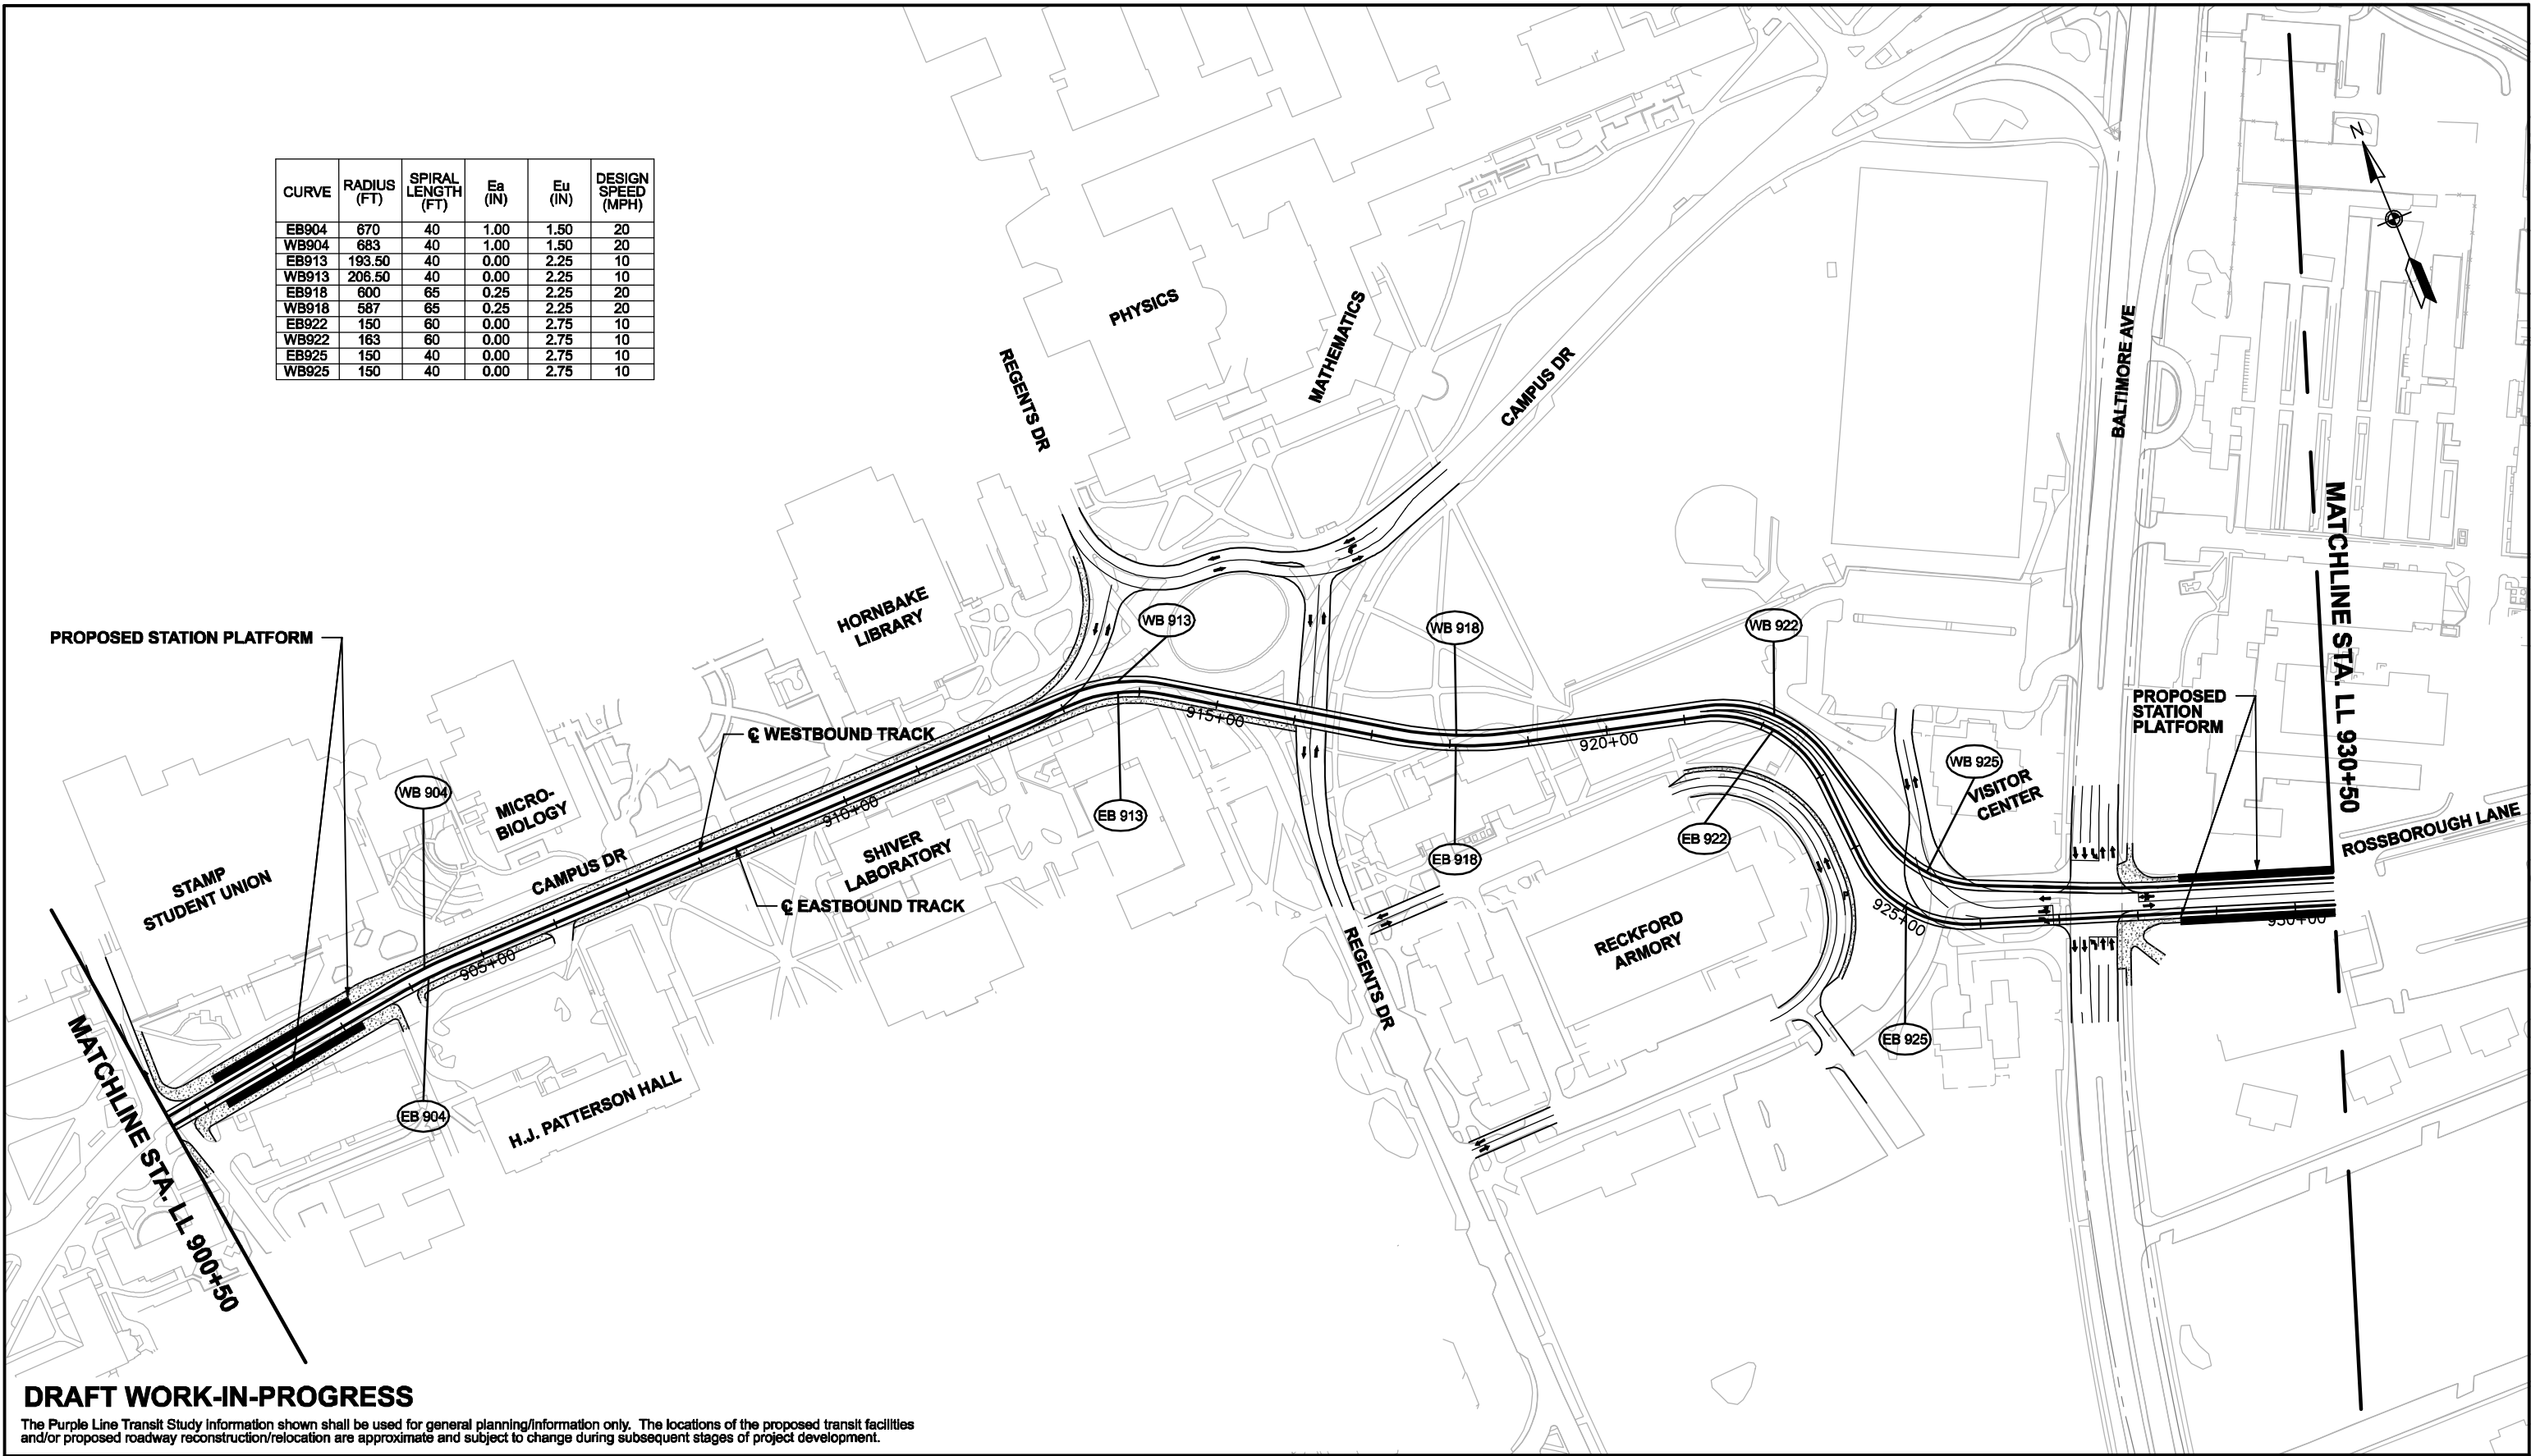 CURVE RADIUS (FT) SPIRAL LENGTH (FT) Ea (IN) Eu (IN) DESIGN SPEED (MPH)
EB904 670 40 1.00 1.50 20
WB904 683 40 1.00 1.50 20
EB913 193.50 40 0.00 2.25 10
WB913 206.50 40 0.00 2.25 10
EB918 600 65 0.25 2.25 20
WB918 587 65 0.25 2.25 20
EB922 150 60 0.00 2.75 10
WB922 163 60 0.00 2.75 10
EB925 150 40 0.00 2.75 10
WB925 150 40 0.00 2.75 10
N
PHYSICS
MATHEMATICS
REGENTS DR
CAMPUS DR
BALTIMORE AVE
MATCHLINE STA. LL 930+50
HORNBAKE
LIBRARY
PROPOSED STATION PLATFORM
WB 913
WB 918
WB 922
915+00
920+00
PROPOSED
STATION
PLATFORM
℄ WESTBOUND TRACK
WB 904
MICRO-
BIOLOGY
WB 925
VISITOR
CENTER
910+00
EB 913
EB 918
EB 922
SHIVER
LABORATORY
CAMPUS DR
ROSSBOROUGH LANE
STAMP
STUDENT UNION
℄ EASTBOUND TRACK
925+00
930+00
905+00
RECKFORD
ARMORY
REGENTS DR
EB 925
EB 904
H.J. PATTERSON HALL
MATCHLINE STA. LL 900+50
DRAFT WORK-IN-PROGRESS
The Purple Line Transit Study information shown shall be used for general planning/information only. The locations of the proposed transit facilities
and/or proposed roadway reconstruction/relocation are approximate and subject to change during subsequent stages of project development.